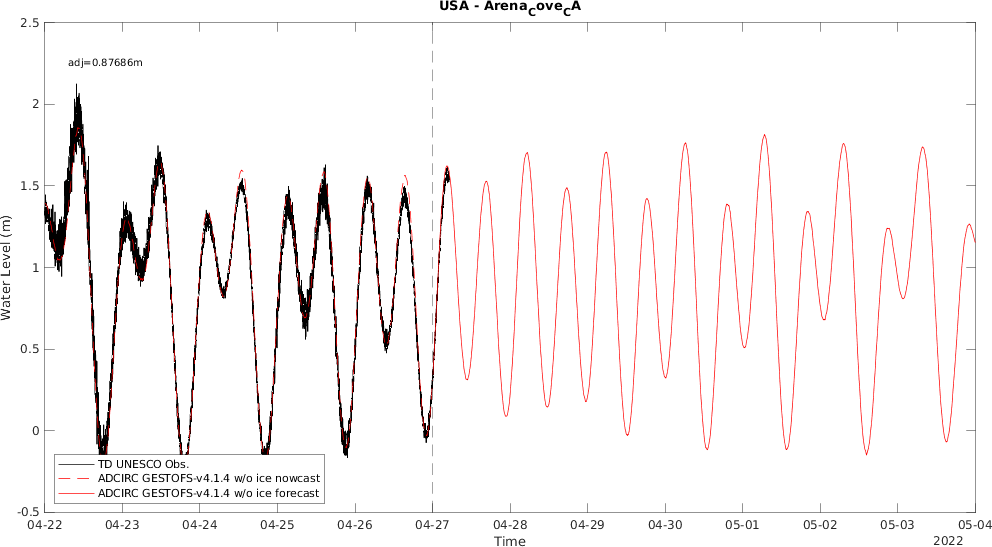 USA - ArenaCoveCA
2.5
adj=0.87686m
2
1.5
1
0.5
0
-0.5
Water Level (m)
TD UNESCO Obs.
ADCIRC GESTOFS-v4.1.4 w/o ice nowcast
ADCIRC GESTOFS-v4.1.4 w/o ice forecast
04-22 04-23 04-24 04-25 04-26 04-27 04-28 04-29 04-30 05-01 05-02 05-03 05-04
Time
2022